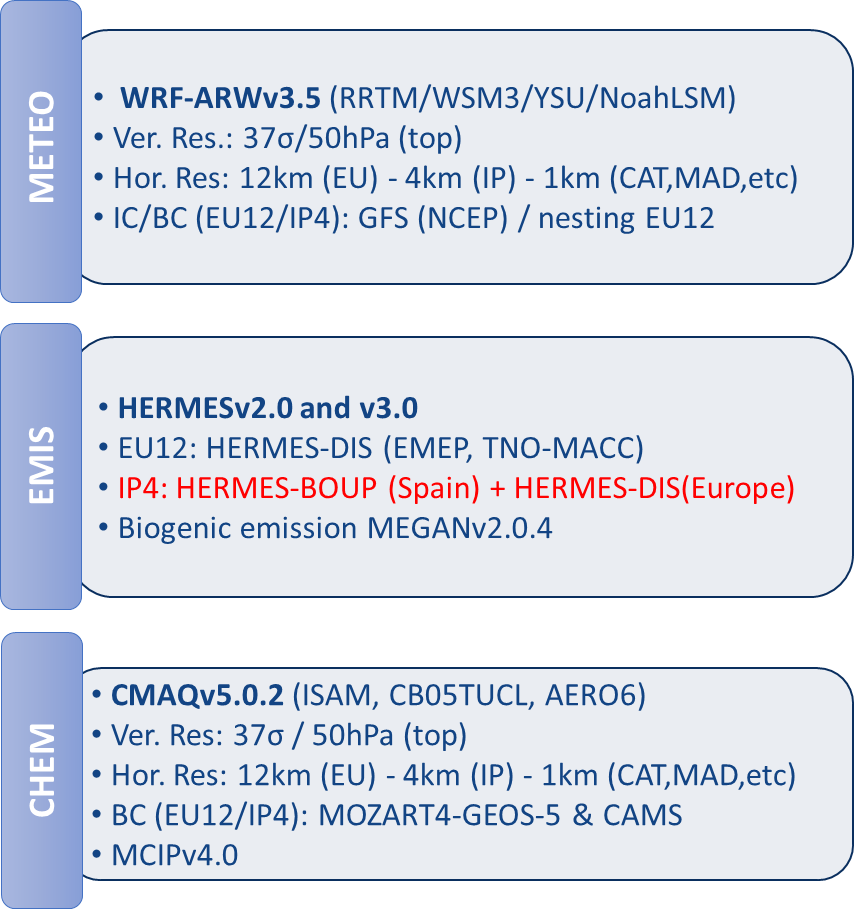 METEO
• WRF-ARWv3.5 (RRTM/WSM3/YSU/NoahLSM)
• Ver. Res.: 37σ/50hPa (top)
• Hor. Res: 12km (EU) - 4km (IP) - 1km (CAT,MAD,etc)
• IC/BC (EU12/IP4): GFS (NCEP) / nesting EU12
EMIS
• HERMESv2.0 and v3.0
• EU12: HERMES-DIS (EMEP, TNO-MACC)
• IP4: HERMES-BOUP (Spain) + HERMES-DIS(Europe)
• Biogenic emission MEGANv2.0.4
CHEM
• CMAQv5.0.2 (ISAM, CB05TUCL, AERO6)
• Ver. Res: 37σ / 50hPa (top)
• Hor. Res: 12km (EU) - 4km (IP) - 1km (CAT,MAD,etc)
• BC (EU12/IP4): MOZART4-GEOS-5 & CAMS
• MCIPv4.0